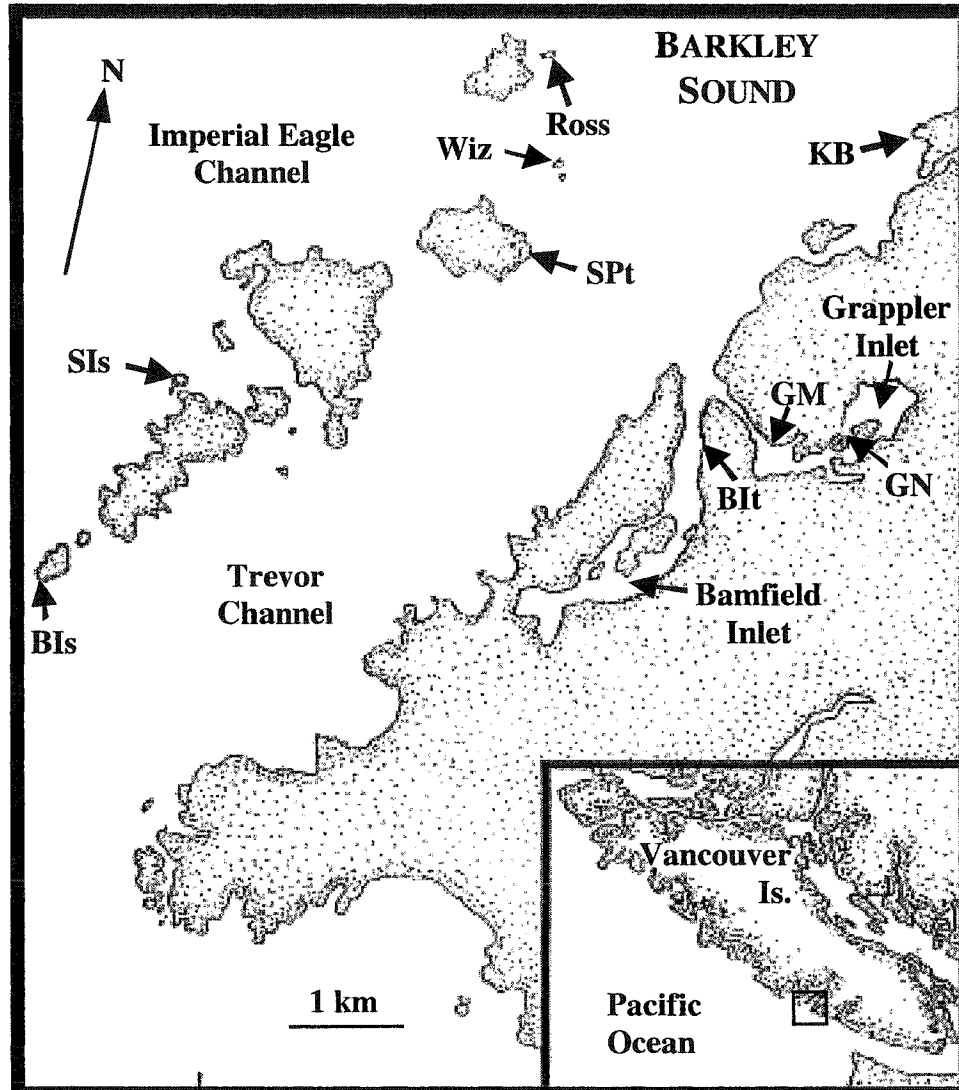 BARKLEY
SOUND
N
Ross
Imperial Eagle
Channel
Wiz
KB
SPt
Grappler
Inlet
SIs
GM
BIt
GN
Trevor
Channel
Bamfield
Inlet
BIs
Vancouver
Is.
1 km
Pacific
Ocean